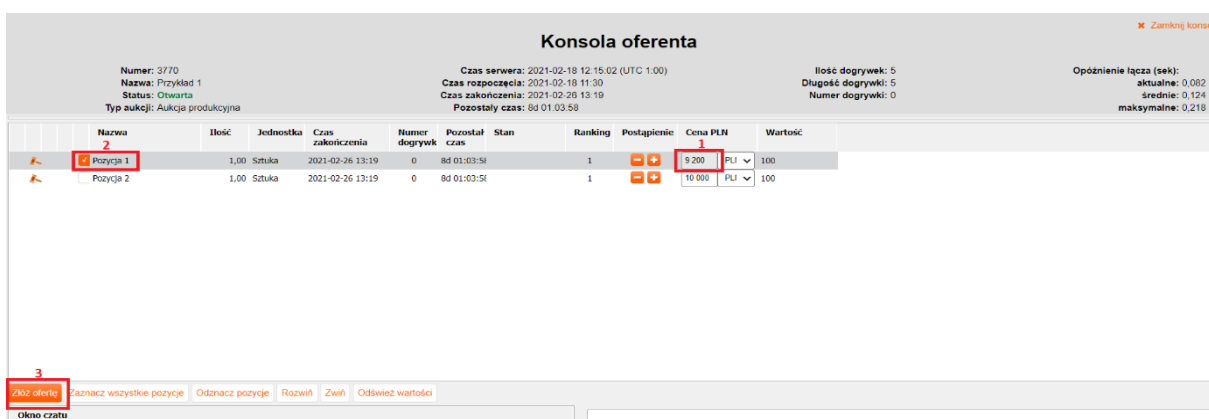 ✖ Zamknij kons
Konsola oferenta
Numer: 3770
Nazwa: Przykład 1
Status: Otwarta
Typ aukcji: Aukcja produkcyjna
Czas serwera: 2021-02-18 12:15:02 (UTC 1:00)
Czas rozpoczęcia: 2021-02-18 11:30
Czas zakończenia: 2021-02-26 13:19
Pozostały czas: 8d 01:03:58
Ilość dogrywek: 5
Długość dogrywki: 5
Numer dogrywki: 0
Opóźnienie łącza (sek):
aktualne: 0,082
średnie: 0,124
maksymalne: 0,218
Nazwa Ilość Jednostka Czas zakończenia Numer dogrywk Pozostał czas Stan Ranking Postąpienie Cena PLN Wartość
2 1
Pozycja 1 1,00 Sztuka 2021-02-26 13:19 0 8d 01:03:58 1 9 200 PLI 100
Pozycja 2 1,00 Sztuka 2021-02-26 13:19 0 8d 01:03:58 1 10 000 PLI 100
3
Złóż ofertę Zaznacz wszystkie pozycje Odznacz pozycje Rozwiń Zwiń Odśwież wartości
Okno czatu